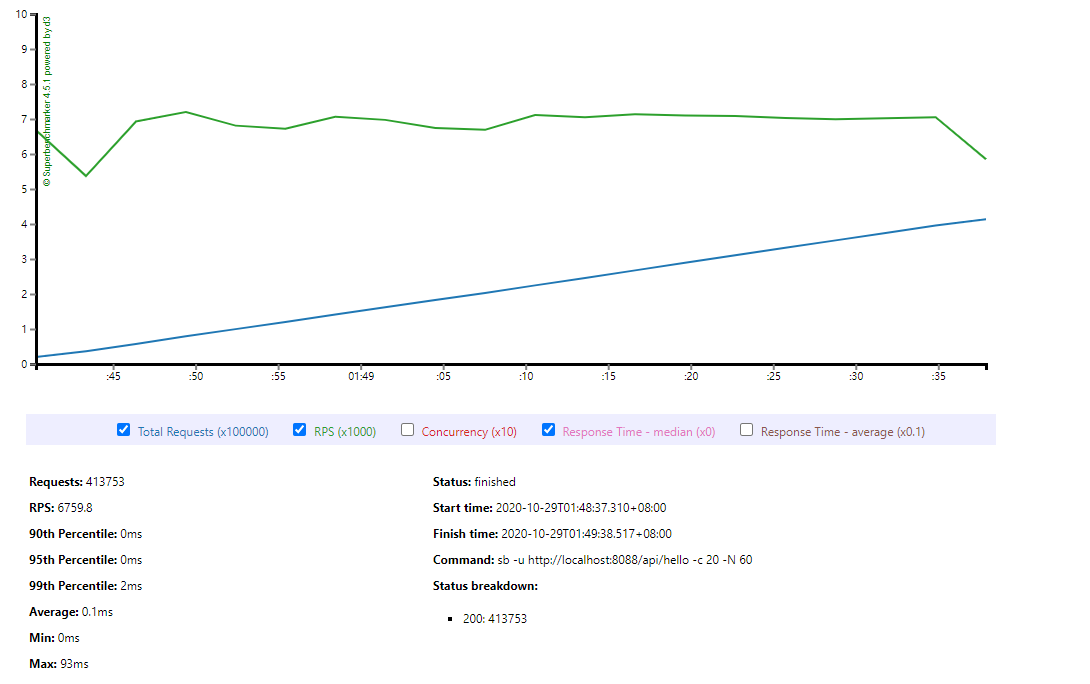 10
9
8
7
6
5
4
3
2
1
0
© Superbenchmarker 4.5.1 powered by d3
:45 :50 :55 01:49 :05 :10 :15 :20 :25 :30 :35
Total Requests (x100000) RPS (x1000) Concurrency (x10) Response Time - median (x0) Response Time - average (x0.1)
Requests: 413753
RPS: 6759.8
90th Percentile: 0ms
95th Percentile: 0ms
99th Percentile: 2ms
Average: 0.1ms
Min: 0ms
Max: 93ms
Status: finished
Start time: 2020-10-29T01:48:37.310+08:00
Finish time: 2020-10-29T01:49:38.517+08:00
Command: sb -u http://localhost:8088/api/hello -c 20 -N 60
Status breakdown:
200: 413753